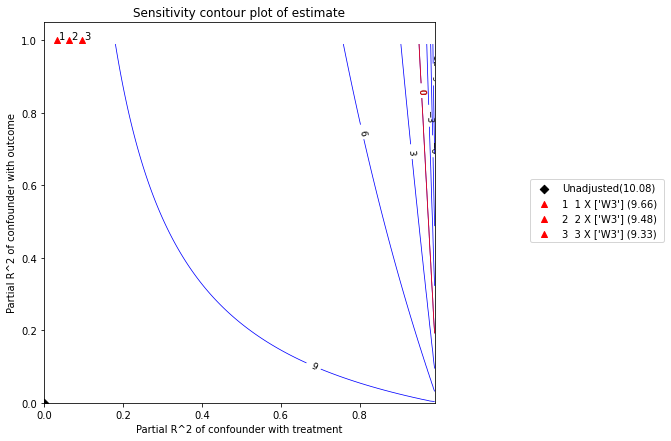 Sensitivity contour plot of estimate
Partial R^2 of confounder with outcome
1.0
0.8
0.6
0.4
0.2
0.0
1 2 3
9
6
3
0
-3
0.0 0.2 0.4 0.6 0.8
Partial R^2 of confounder with treatment
Unadjusted(10.08)
1 1 X ['W3'] (9.66)
2 2 X ['W3'] (9.48)
3 3 X ['W3'] (9.33)